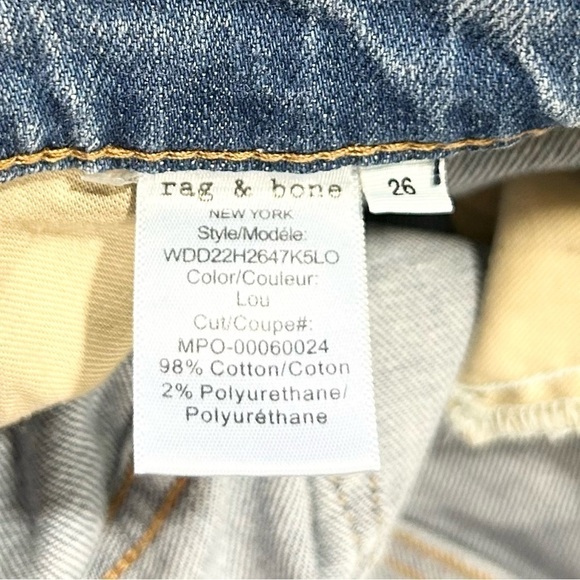 rag & bone
26
NEW YORK
Style/Modéle:
WDD22H2647K5LO
Color/Couleur:
Lou
Cut/Coupe#:
MPO-00060024
98% Cotton/Coton
2% Polyurethane/
Polyuréthane